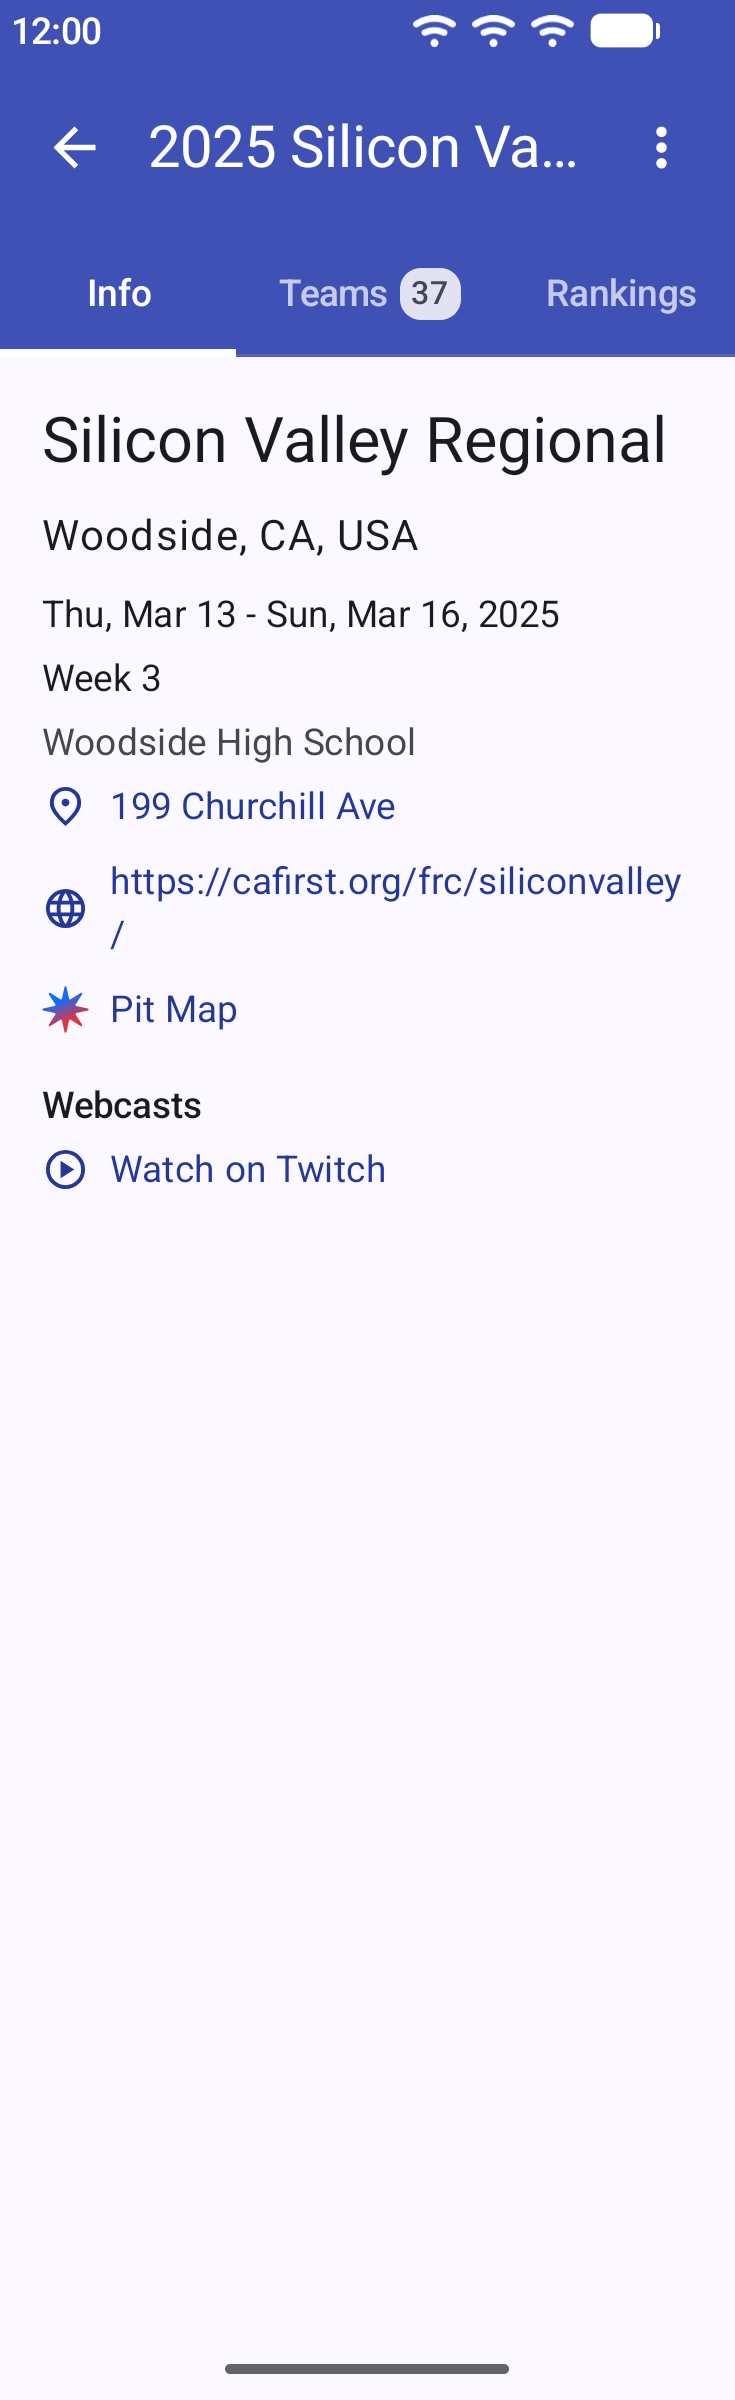 12:00
2025 Silicon Va...
Info
Teams 37
Rankings
Silicon Valley Regional
Woodside, CA, USA
Thu, Mar 13 - Sun, Mar 16, 2025
Week 3
Woodside High School
199 Churchill Ave
https://cafirst.org/frc/siliconvalley
/
Pit Map
Webcasts
Watch on Twitch